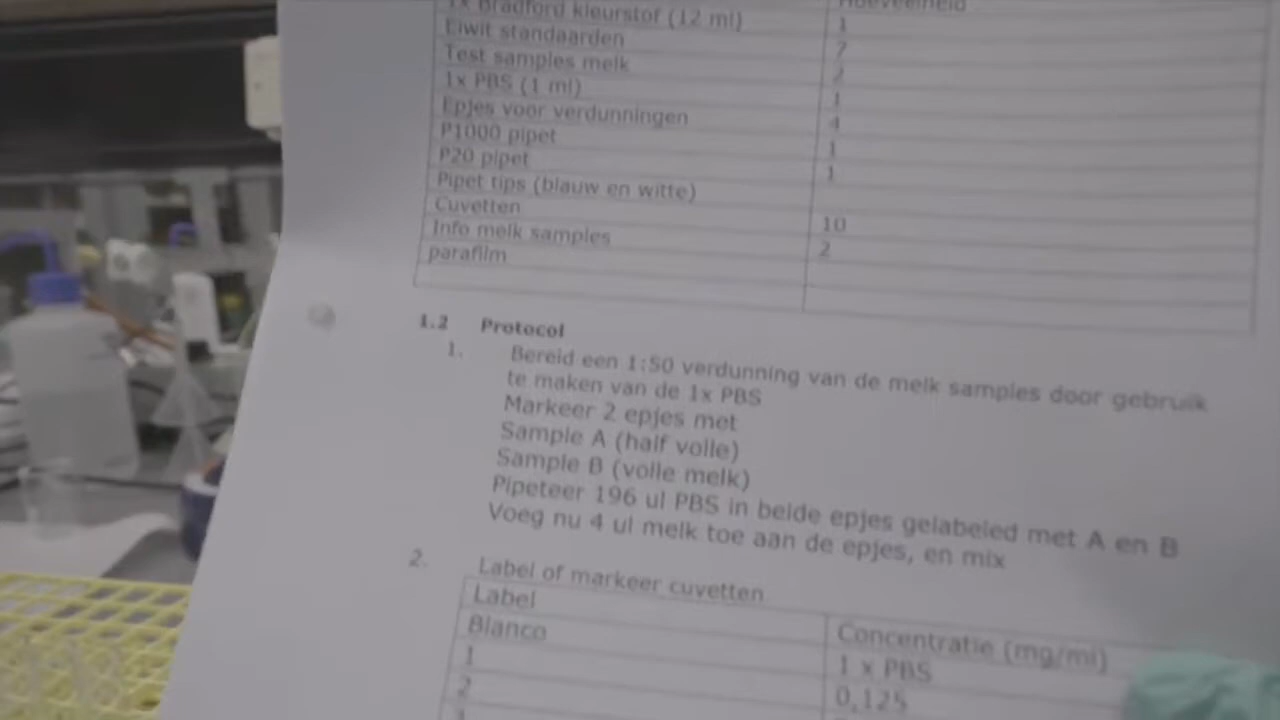 1x Bradford kleurstof (12 ml) 1
Eiwit standaarden 7
Test samples melk 2
1x PBS (1 ml) 1
Epjes voor verdunningen 4
P1000 pipet 1
P20 pipet 1
Pipet tips (blauw en witte)
Cuvetten 10
Info melk samples 2
parafilm
1.2 Protocol
1. Bereid een 1:50 verdunning van de melk samples door gebruik
te maken van de 1x PBS
Markeer 2 epjes met
Sample A (half volle)
Sample B (volle melk)
Pipeteer 196 ul PBS in beide epjes gelabeled met A en B
Voeg nu 4 ul melk toe aan de epjes, en mix
2. Label of markeer cuvetten
Label Concentratie (mg/ml)
Blanco 1 x PBS
1 0,125
2